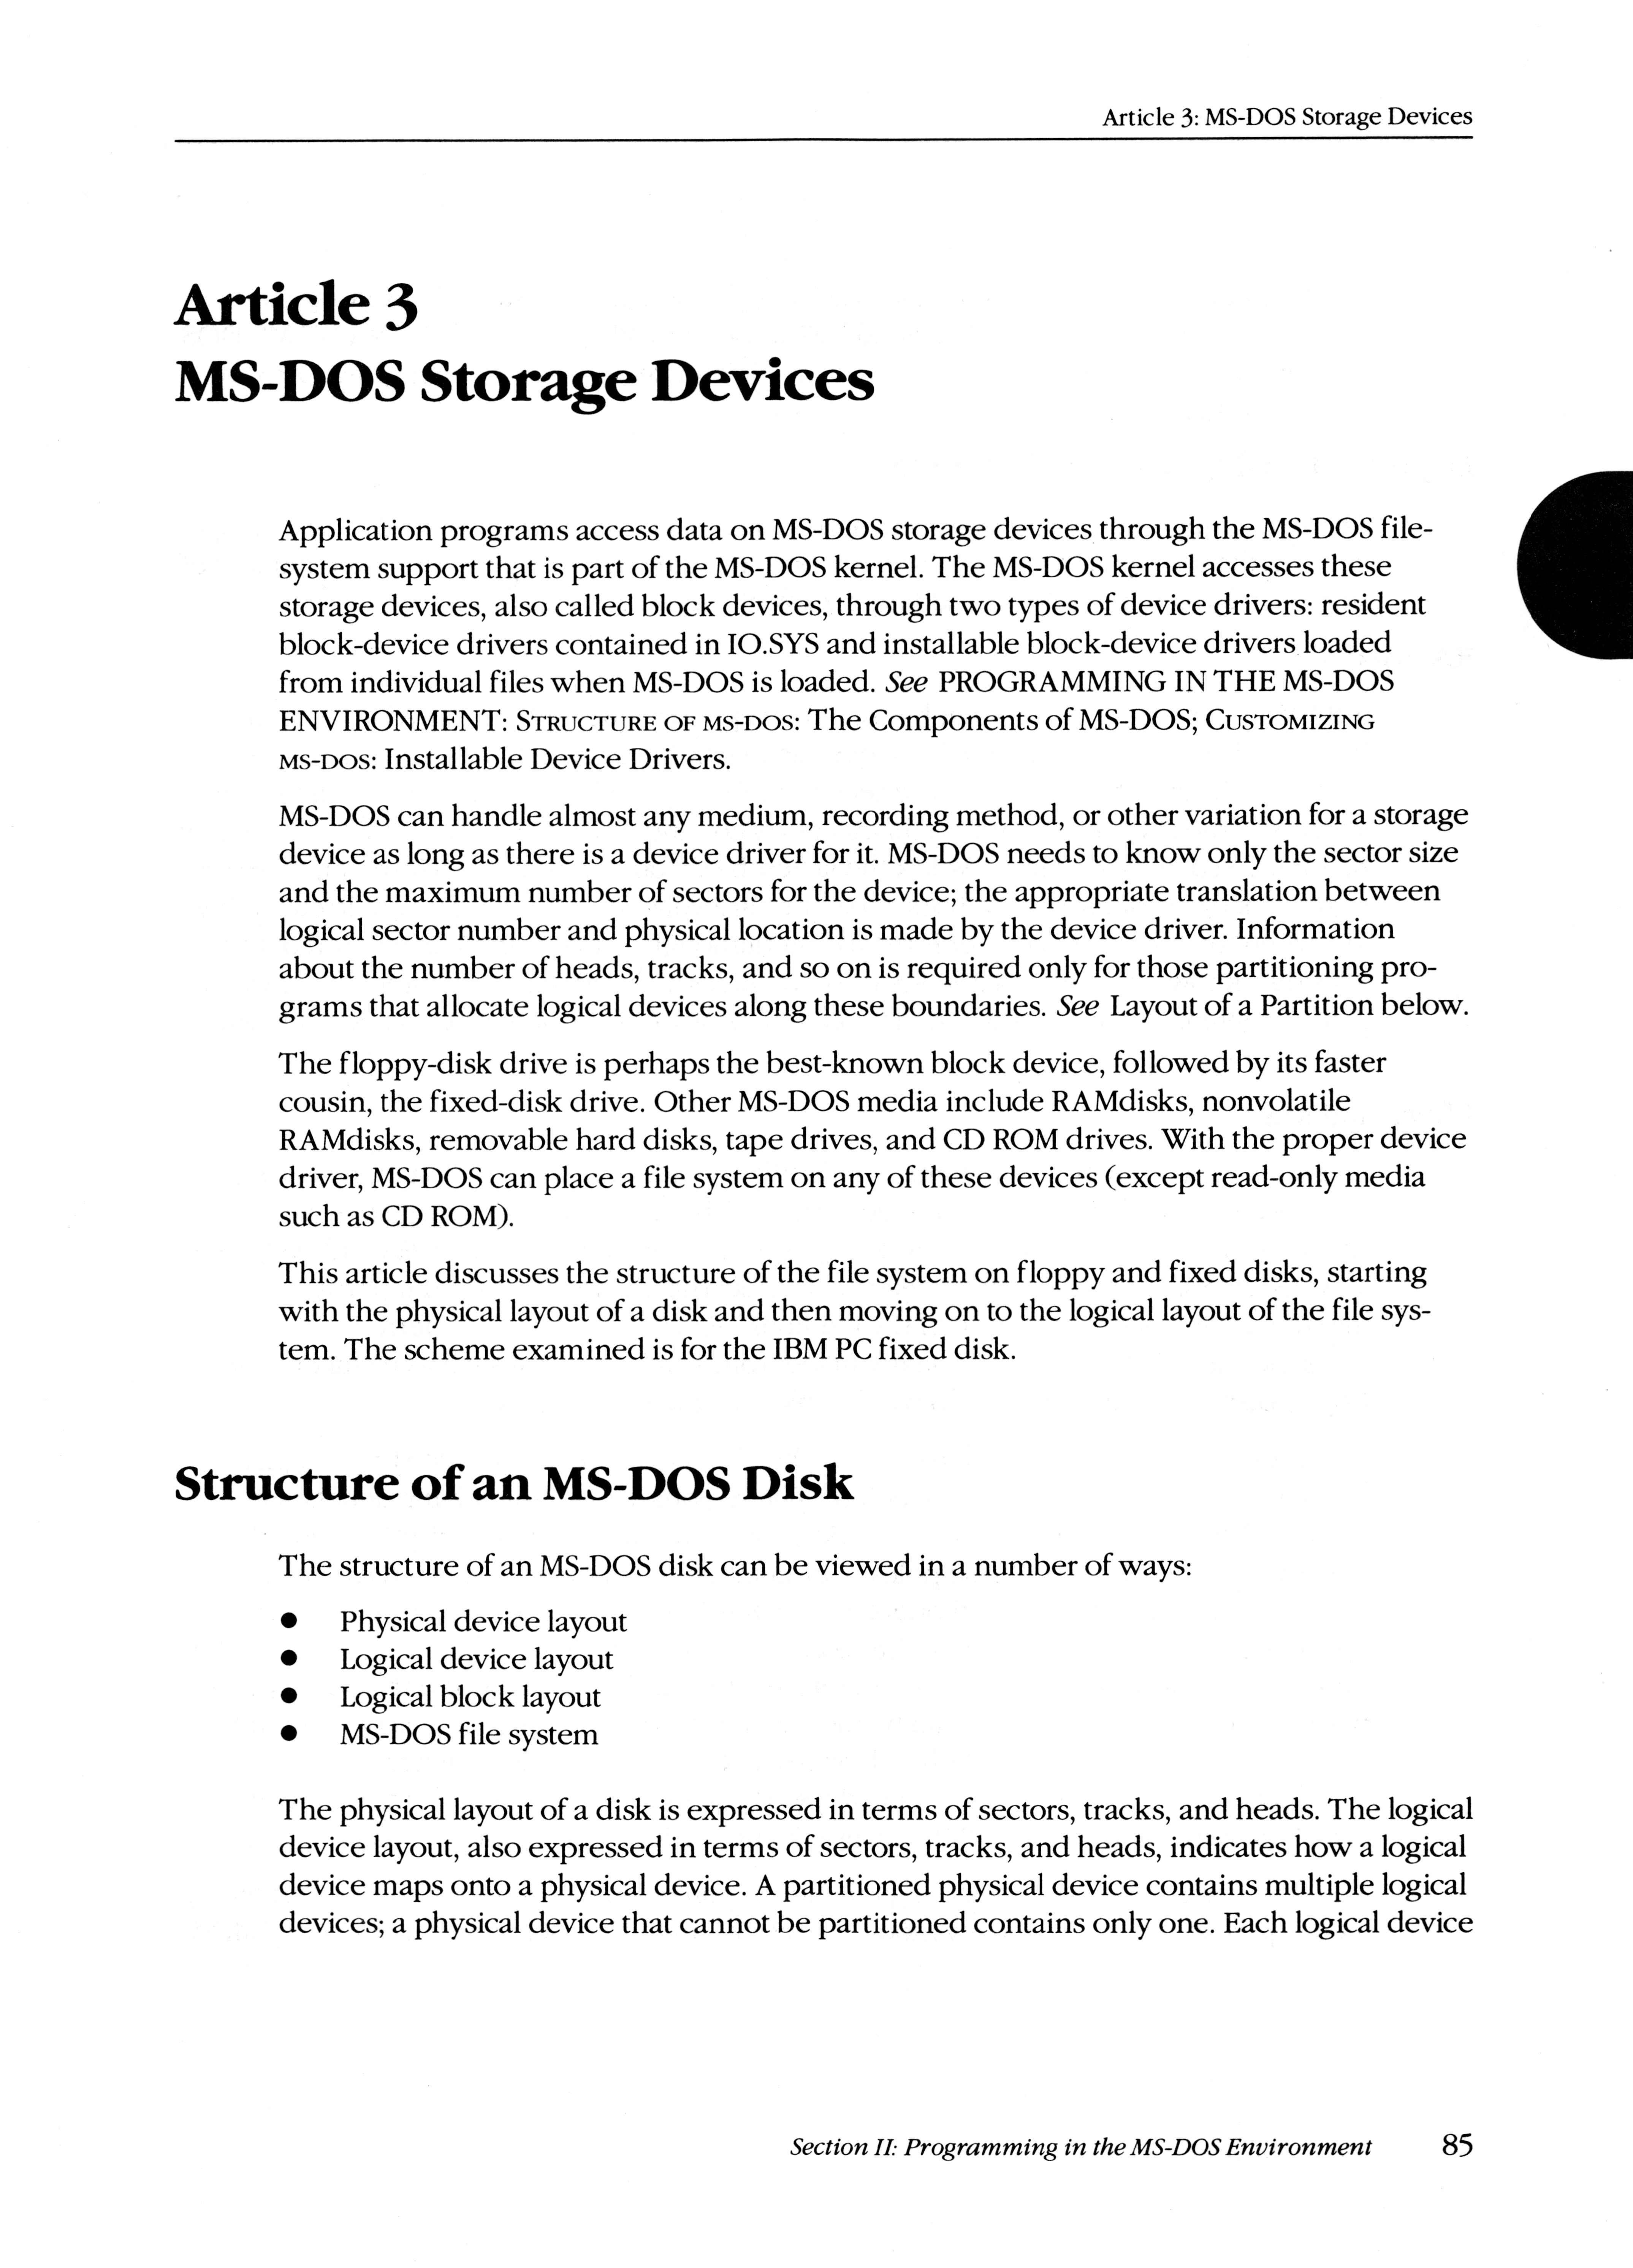 Article 3: MS-DOS Storage Devices
Article 3
MS-DOS Storage Devices
Application programs access data on MS-DOS storage devices through the MS-DOS file-
system support that is part of the MS-DOS kernel. The MS-DOS kernel accesses these
storage devices, also called block devices, through two types of device drivers: resident
block-device drivers contained in IO.SYS and installable block-device drivers loaded
from individual files when MS-DOS is loaded. See PROGRAMMING IN THE MS-DOS
ENVIRONMENT: STRUCTURE OF MS-DOS: The Components of MS-DOS; CUSTOMIZING
MS-DOS: Installable Device Drivers.
MS-DOS can handle almost any medium, recording method, or other variation for a storage
device as long as there is a device driver for it. MS-DOS needs to know only the sector size
and the maximum number of sectors for the device; the appropriate translation between
logical sector number and physical location is made by the device driver. Information
about the number of heads, tracks, and so on is required only for those partitioning pro-
grams that allocate logical devices along these boundaries. See Layout of a Partition below.
The floppy-disk drive is perhaps the best-known block device, followed by its faster
cousin, the fixed-disk drive. Other MS-DOS media include RAMdisks, nonvolatile
RAMdisks, removable hard disks, tape drives, and CD ROM drives. With the proper device
driver, MS-DOS can place a file system on any of these devices (except read-only media
such as CD ROM).
This article discusses the structure of the file system on floppy and fixed disks, starting
with the physical layout of a disk and then moving on to the logical layout of the file sys-
tem. The scheme examined is for the IBM PC fixed disk.
Structure of an MS-DOS Disk
The structure of an MS-DOS disk can be viewed in a number of ways:
● Physical device layout
● Logical device layout
● Logical block layout
● MS-DOS file system
The physical layout of a disk is expressed in terms of sectors, tracks, and heads. The logical
device layout, also expressed in terms of sectors, tracks, and heads, indicates how a logical
device maps onto a physical device. A partitioned physical device contains multiple logical
devices; a physical device that cannot be partitioned contains only one. Each logical device
Section II: Programming in the MS-DOS Environment 85